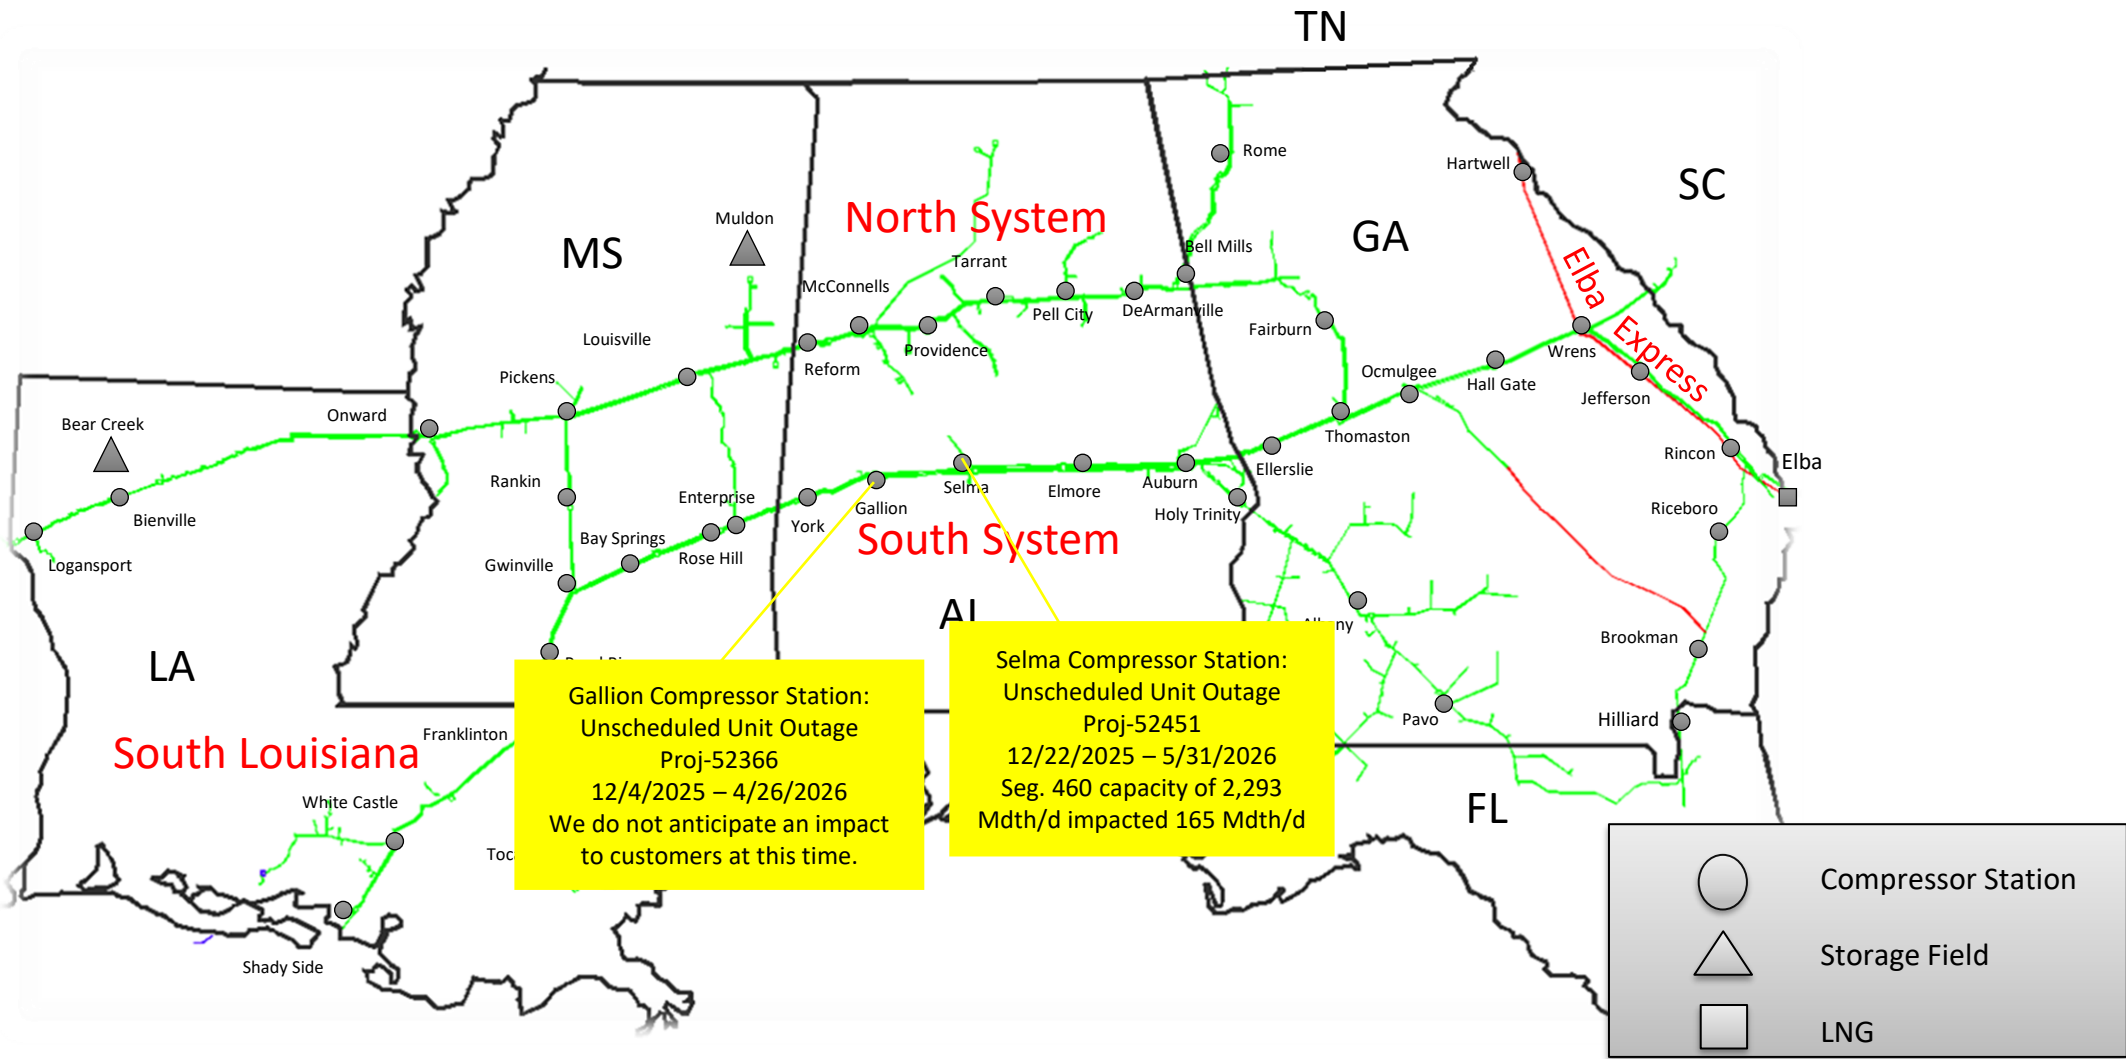 TN
Rome
Hartwell
SC
Muldon
North System
GA
MS
Bell Mills
Tarrant
Elba
Express
McConnells
Pell City
DeArmanville
Fairburn
Louisville
Providence
Reform
Wrens
Ocmulgee
Hall Gate
Pickens
Jefferson
Onward
Bear Creek
Thomaston
Rincon
Elba
Ellerslie
Rankin
Enterprise
Selma
Elmore
Auburn
Gallion
Holy Trinity
Riceboro
Bienville
York
South System
Bay Springs
Rose Hill
Gwinville
Logansport
Brookman
LA
Gallion Compressor Station:
Unscheduled Unit Outage
Proj-52366
12/4/2025 – 4/26/2026
We do not anticipate an impact
to customers at this time.
Selma Compressor Station:
Unscheduled Unit Outage
Proj-52451
12/22/2025 – 5/31/2026
Seg. 460 capacity of 2,293
Mdth/d impacted 165 Mdth/d
Pavo
Hilliard
Franklinton
South Louisiana
White Castle
FL
Shady Side
Compressor Station
Storage Field
LNG